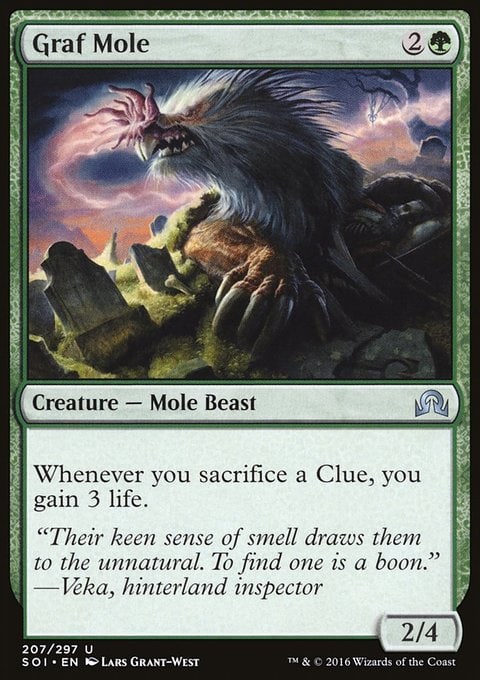 Graf Mole 2
Creature — Mole Beast
Whenever you sacrifice a Clue, you
gain 3 life.
“Their keen sense of smell draws them
to the unnatural. To find one is a boon.”
—Veka, hinterland inspector
2/4
207/297 U
SOI • EN Lars Grant-West ™ & © 2016 Wizards of the Coast